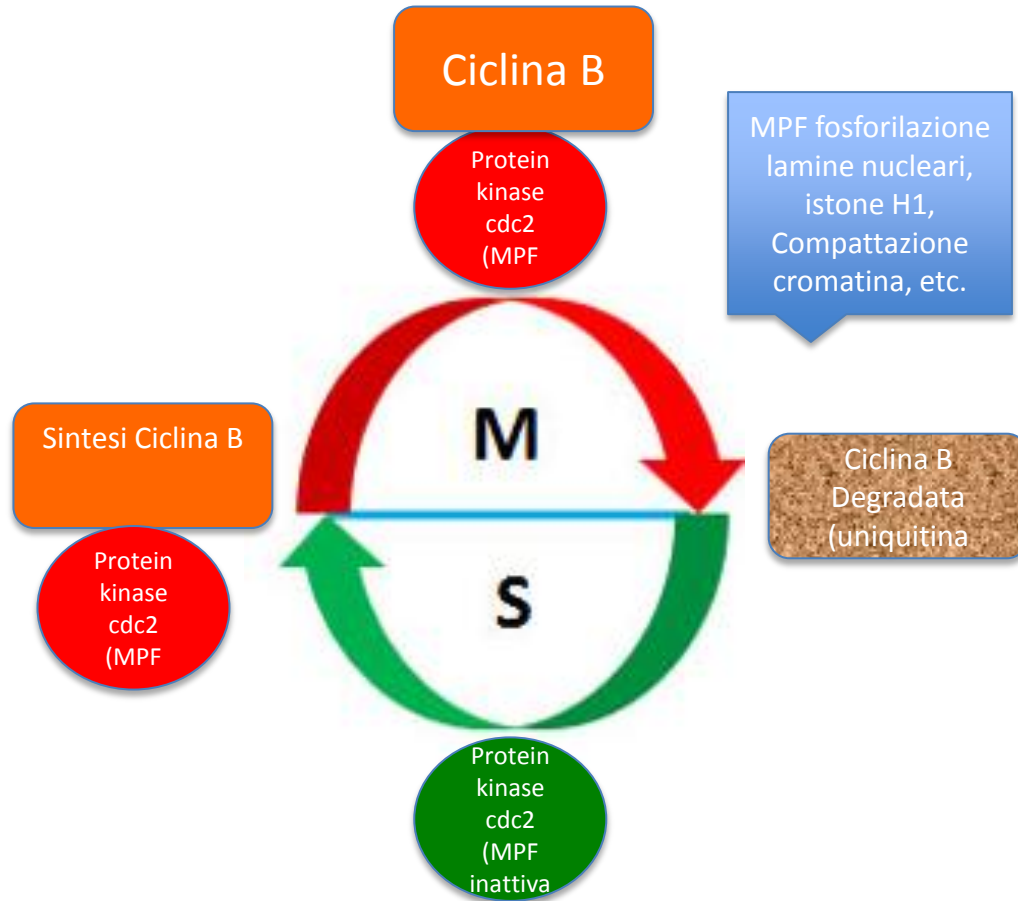 Ciclina B
Protein
kinase
cdc2
(MPF
MPF fosforilazione
lamine nucleari,
istone H1,
Compattazione
cromatina, etc.
M
Sintesi Ciclina B
Protein
kinase
cdc2
(MPF
Ciclina B
Degradata
(uniquitina
S
Protein
kinase
cdc2
(MPF
inattiva